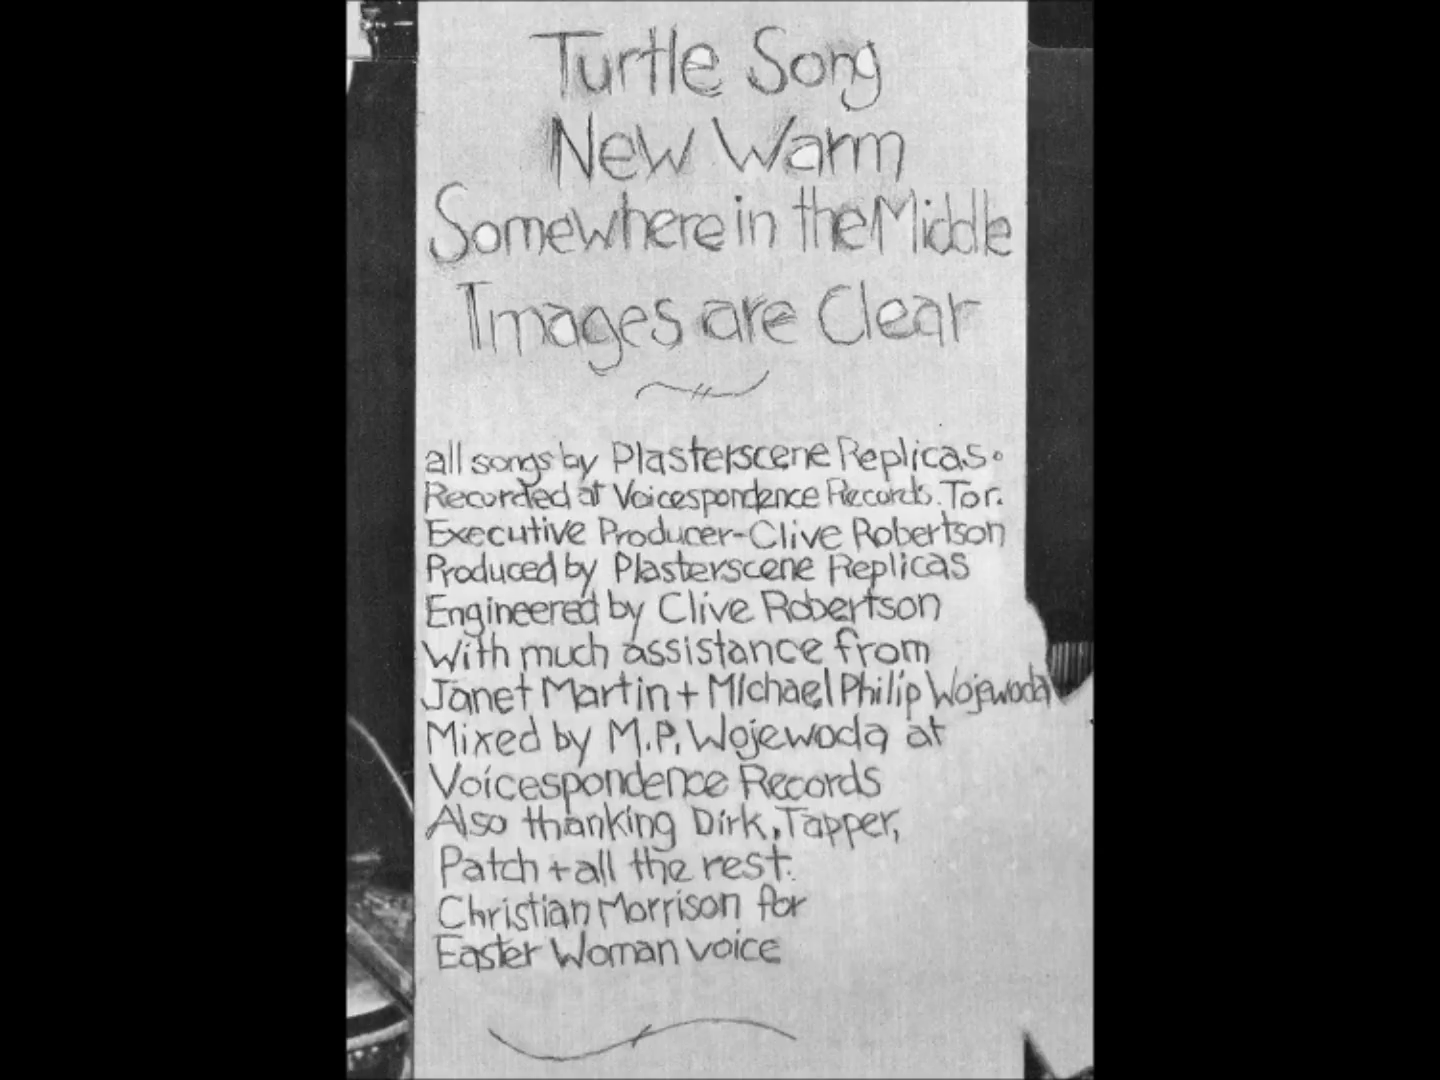 Turtle Song
New Warm
Somewhere in the Middle
Images are Clear
all songs by Plasterscene Replicas.
Recorded at Voicespondence Records. Tor.
Executive Producer-Clive Robertson
Produced by Plasterscene Replicas
Engineered by Clive Robertson
With much assistance from
Janet Martin + MIchael Philip Wojewoda
Mixed by M.P. Wojewoda at
Voicespondence Records
Also thanking Dirk, Tapper,
Patch + all the rest.
Christian Morrison for
Easter Woman voice